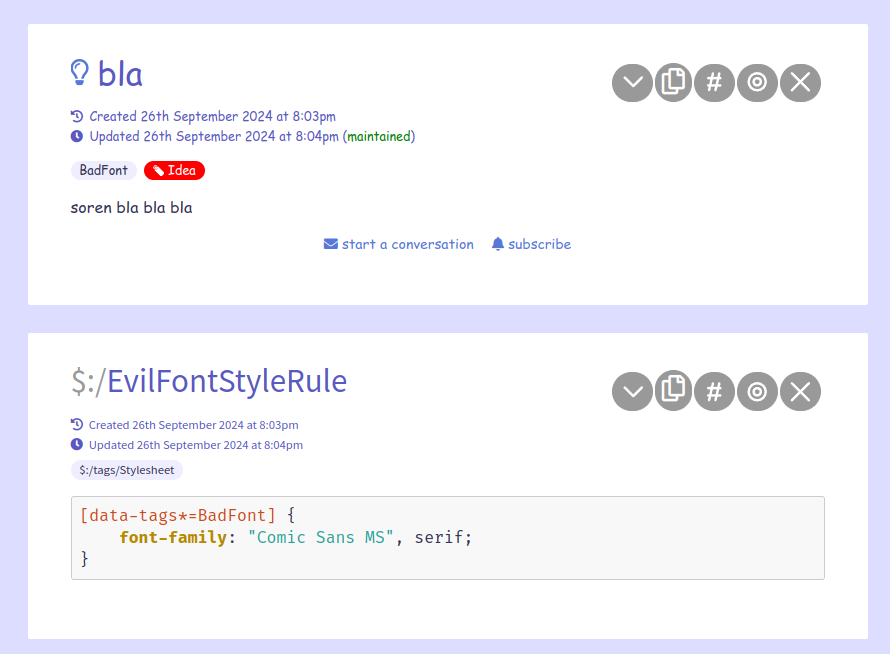 bla
#
Created 26th September 2024 at 8:03pm
Updated 26th September 2024 at 8:04pm (maintained)
BadFont Idea
soren bla bla bla
start a conversation subscribe
$:/EvilFontStyleRule
#
Created 26th September 2024 at 8:03pm
Updated 26th September 2024 at 8:04pm
$:/tags/Stylesheet
[data-tags*=BadFont] {
    font-family: "Comic Sans MS", serif;
}